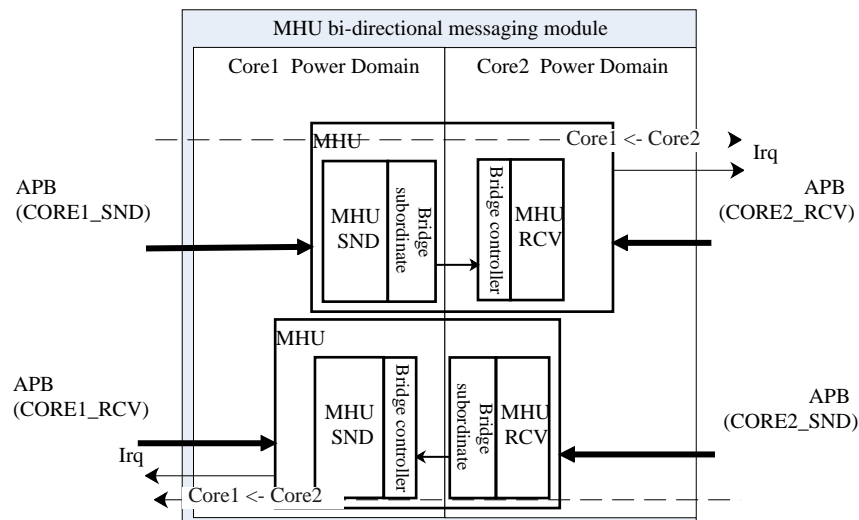 MHU bi-directional messaging module
Core1 Power Domain
Core2 Power Domain
MHU
Core1 <- Core2
Irq
APB
(CORE1_SND)
MHU
SND
Bridge
subordinate
Bridge controller
MHU
RCV
APB
(CORE2_RCV)
MHU
APB
(CORE1_RCV)
MHU
SND
Bridge controller
Bridge
subordinate
MHU
RCV
APB
(CORE2_SND)
Irq
Core1 <- Core2